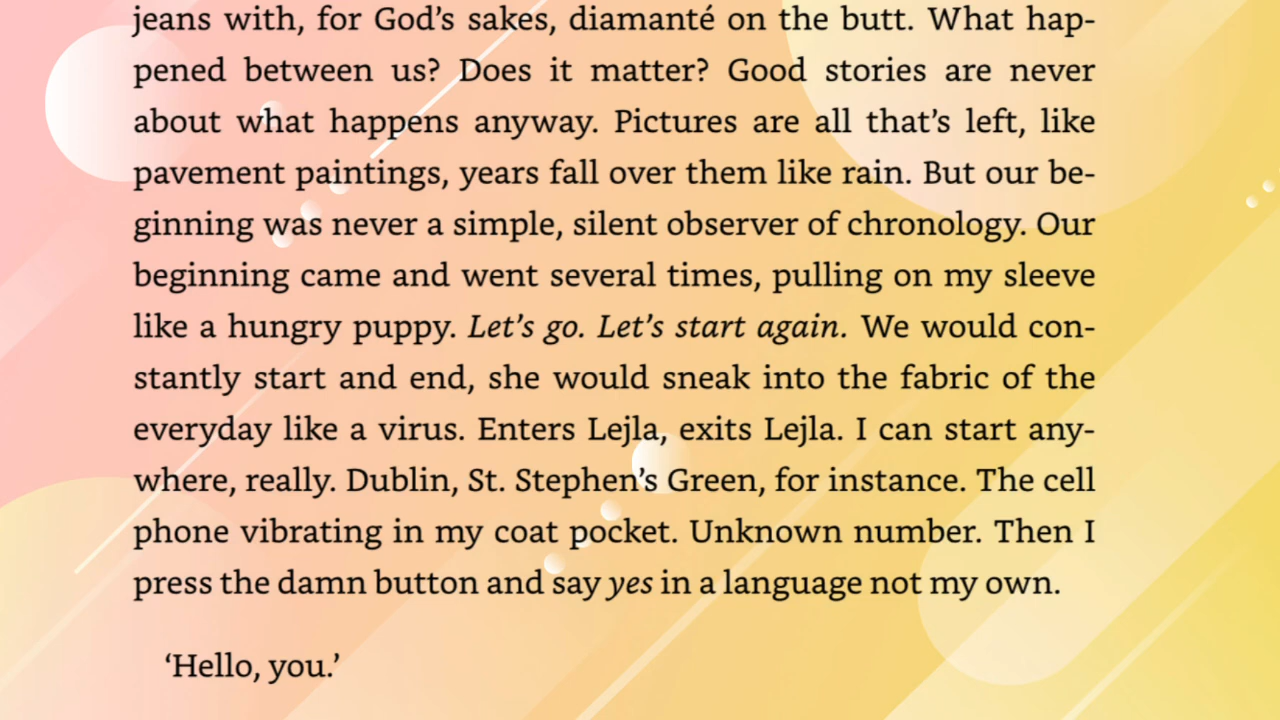 jeans with, for God’s sakes, diamanté on the butt. What hap-
pened between us? Does it matter? Good stories are never
about what happens anyway. Pictures are all that’s left, like
pavement paintings, years fall over them like rain. But our be-
ginning was never a simple, silent observer of chronology. Our
beginning came and went several times, pulling on my sleeve
like a hungry puppy. Let’s go. Let’s start again. We would con-
stantly start and end, she would sneak into the fabric of the
everyday like a virus. Enters Lejla, exits Lejla. I can start any-
where, really. Dublin, St. Stephen’s Green, for instance. The cell
phone vibrating in my coat pocket. Unknown number. Then I
press the damn button and say yes in a language not my own.
‘Hello, you.’